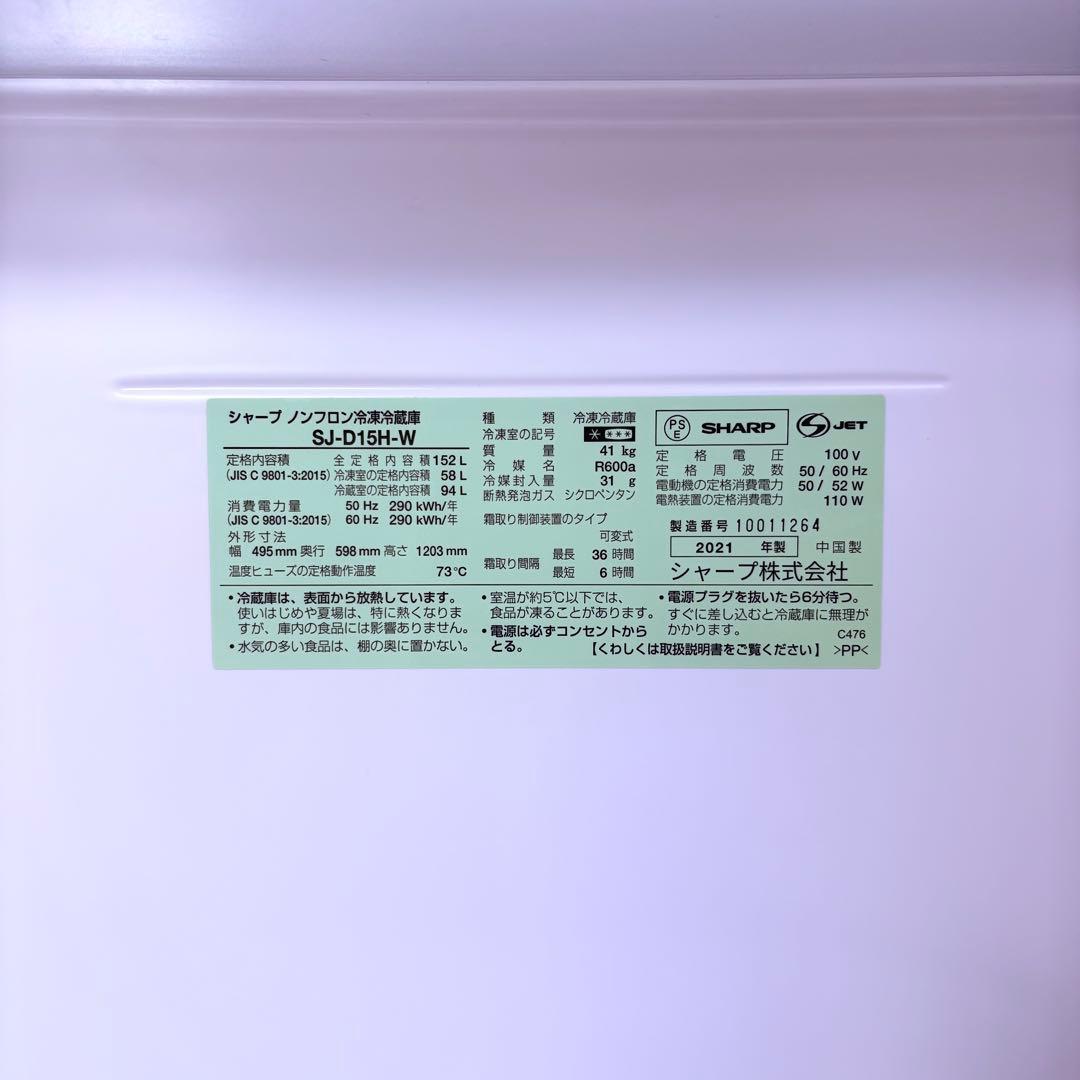 シャープ ノンフロン冷凍冷蔵庫
SJ-D15H-W
定格内容積 全定格内容積 152 L
(JIS C 9801-3:2015) 冷凍室の定格内容積 58 L
冷蔵室の定格内容積 94 L
消費電力量 50 Hz 290 kWh/年
(JIS C 9801-3:2015) 60 Hz 290 kWh/年
外形寸法
幅 495 mm 奥行 598 mm 高さ 1203 mm
温度ヒューズの定格動作温度 73℃
種類 冷凍冷蔵庫
冷凍室の記号 * ***
質量 41 kg
冷媒名 R600a
冷媒封入量 31 g
断熱発泡ガス シクロペンタン
霜取り制御装置のタイプ
可変式
霜取り間隔 最長 36 時間
最短 6 時間
PS E SHARP JET
定格電圧 100 V
定格周波数 50 / 60 Hz
電動機の定格消費電力 50 / 52 W
電熱装置の定格消費電力 110 W
製造番号 10011264
2021 年製 中国製
シャープ株式会社
・冷蔵庫は、表面から放熱しています。
使いはじめや夏場は、特に熱くなりま
すが、庫内の食品には影響ありません。
・水気の多い食品は、棚の奥に置かない。
・室温が約5℃以下では、
食品が凍ることがあります。
・電源は必ずコンセントから
とる。
・電源プラグを抜いたら6分待つ。
すぐに差し込むと冷蔵庫に無理が
かかります。 C476
【くわしくは取扱説明書をご覧ください】 >PP<